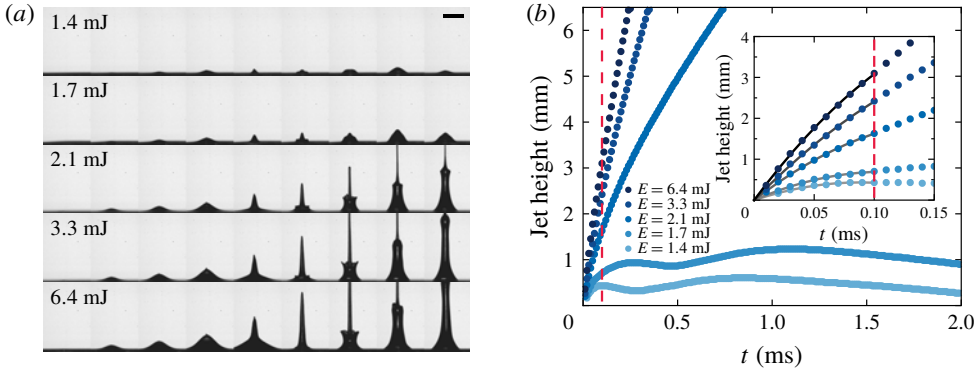 (a)
1.4 mJ
1.7 mJ
2.1 mJ
3.3 mJ
6.4 mJ
(b)
6
5
4
3
2
1
0
0.5
1.0
1.5
2.0
Jet height (mm)
t (ms)
E = 6.4 mJ
E = 3.3 mJ
E = 2.1 mJ
E = 1.7 mJ
E = 1.4 mJ
4
3
2
1
0
0.05
0.10
0.15
Jet height (mm)
t (ms)